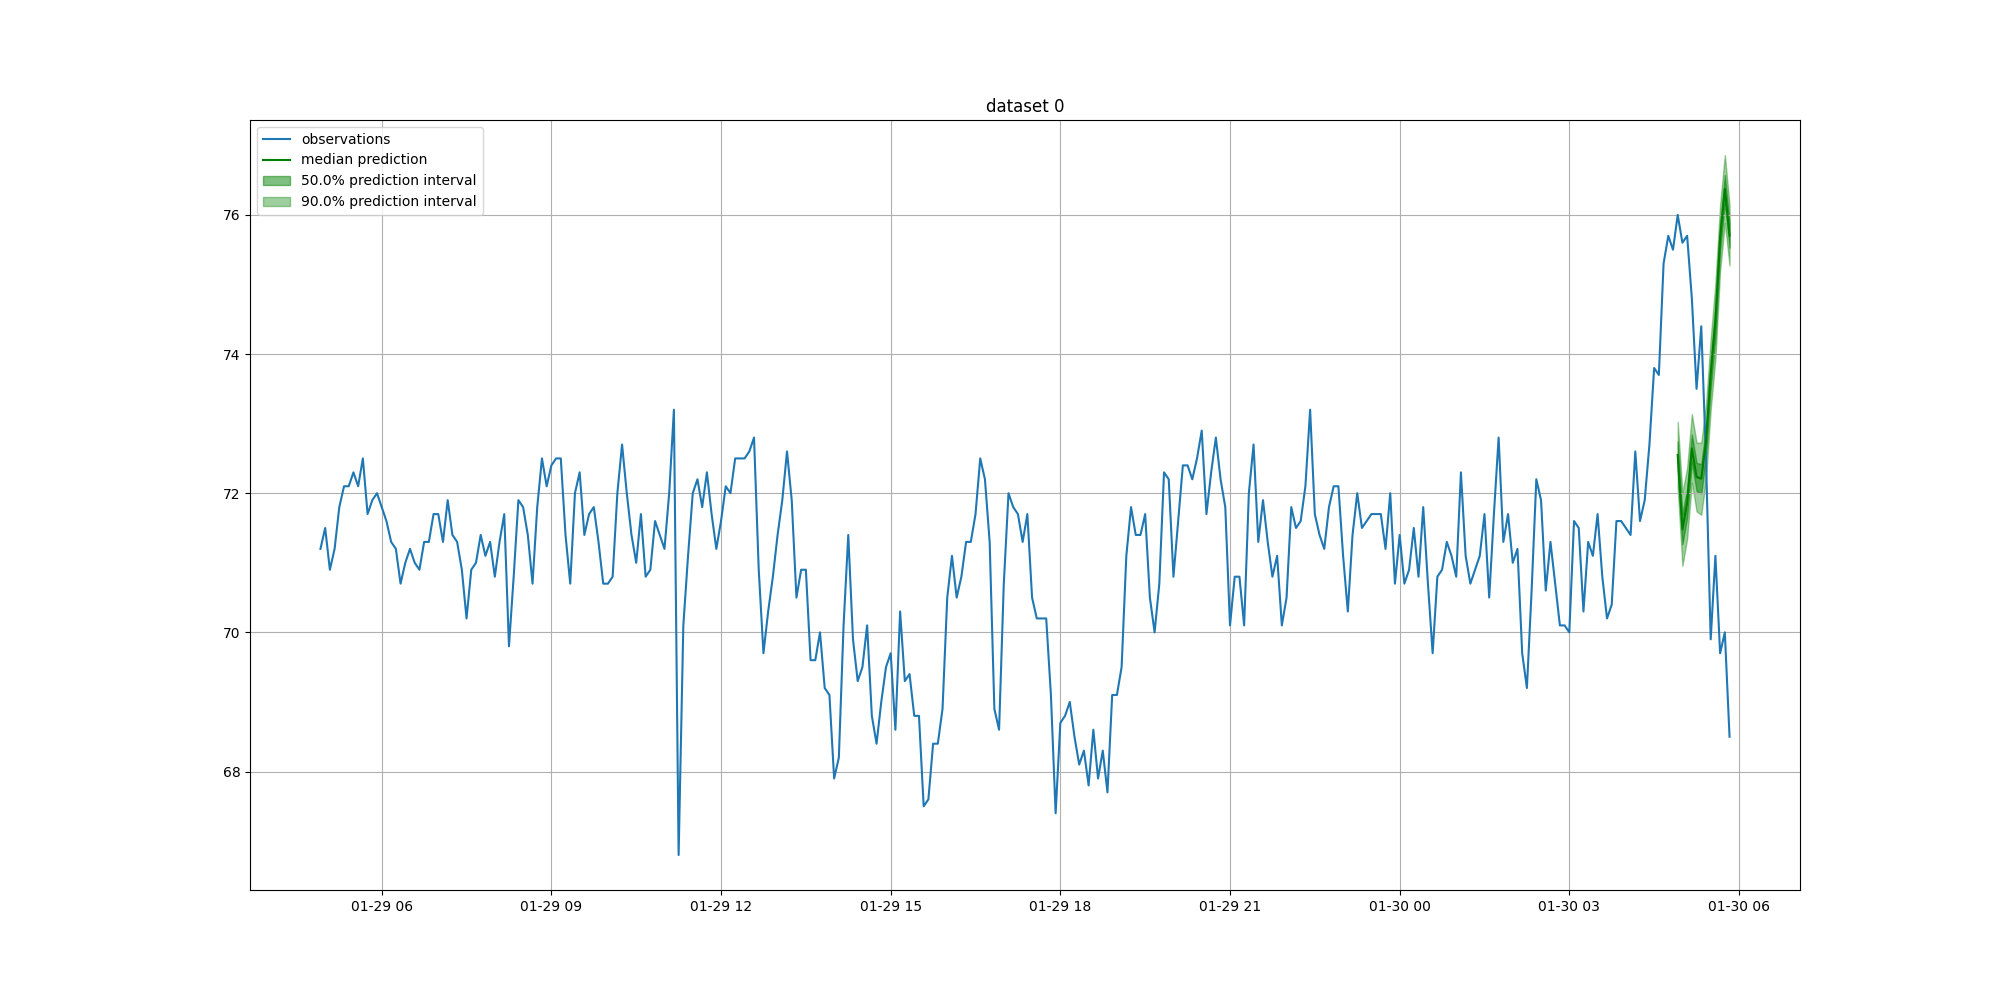 dataset 0
observations
median prediction
50.0% prediction interval
90.0% prediction interval
76
74
72
70
68
01-29 06
01-29 09
01-29 12
01-29 15
01-29 18
01-29 21
01-30 00
01-30 03
01-30 06